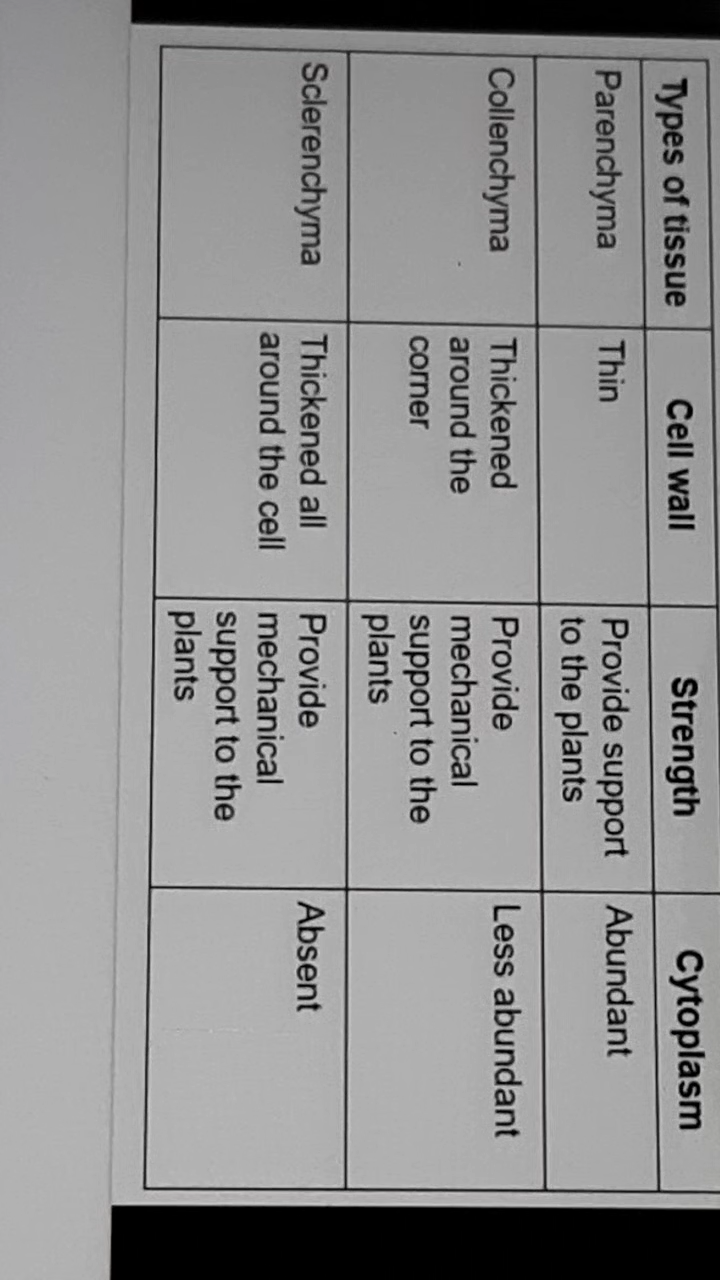 Types of tissue
Cell wall
Strength
Cytoplasm
Parenchyma
Thin
Provide support
to the plants
Abundant
Collenchyma
Thickened
around the
corner
Provide
mechanical
support to the
plants
Less abundant
Sclerenchyma
Thickened all
around the cell
Provide
mechanical
support to the
plants
Absent